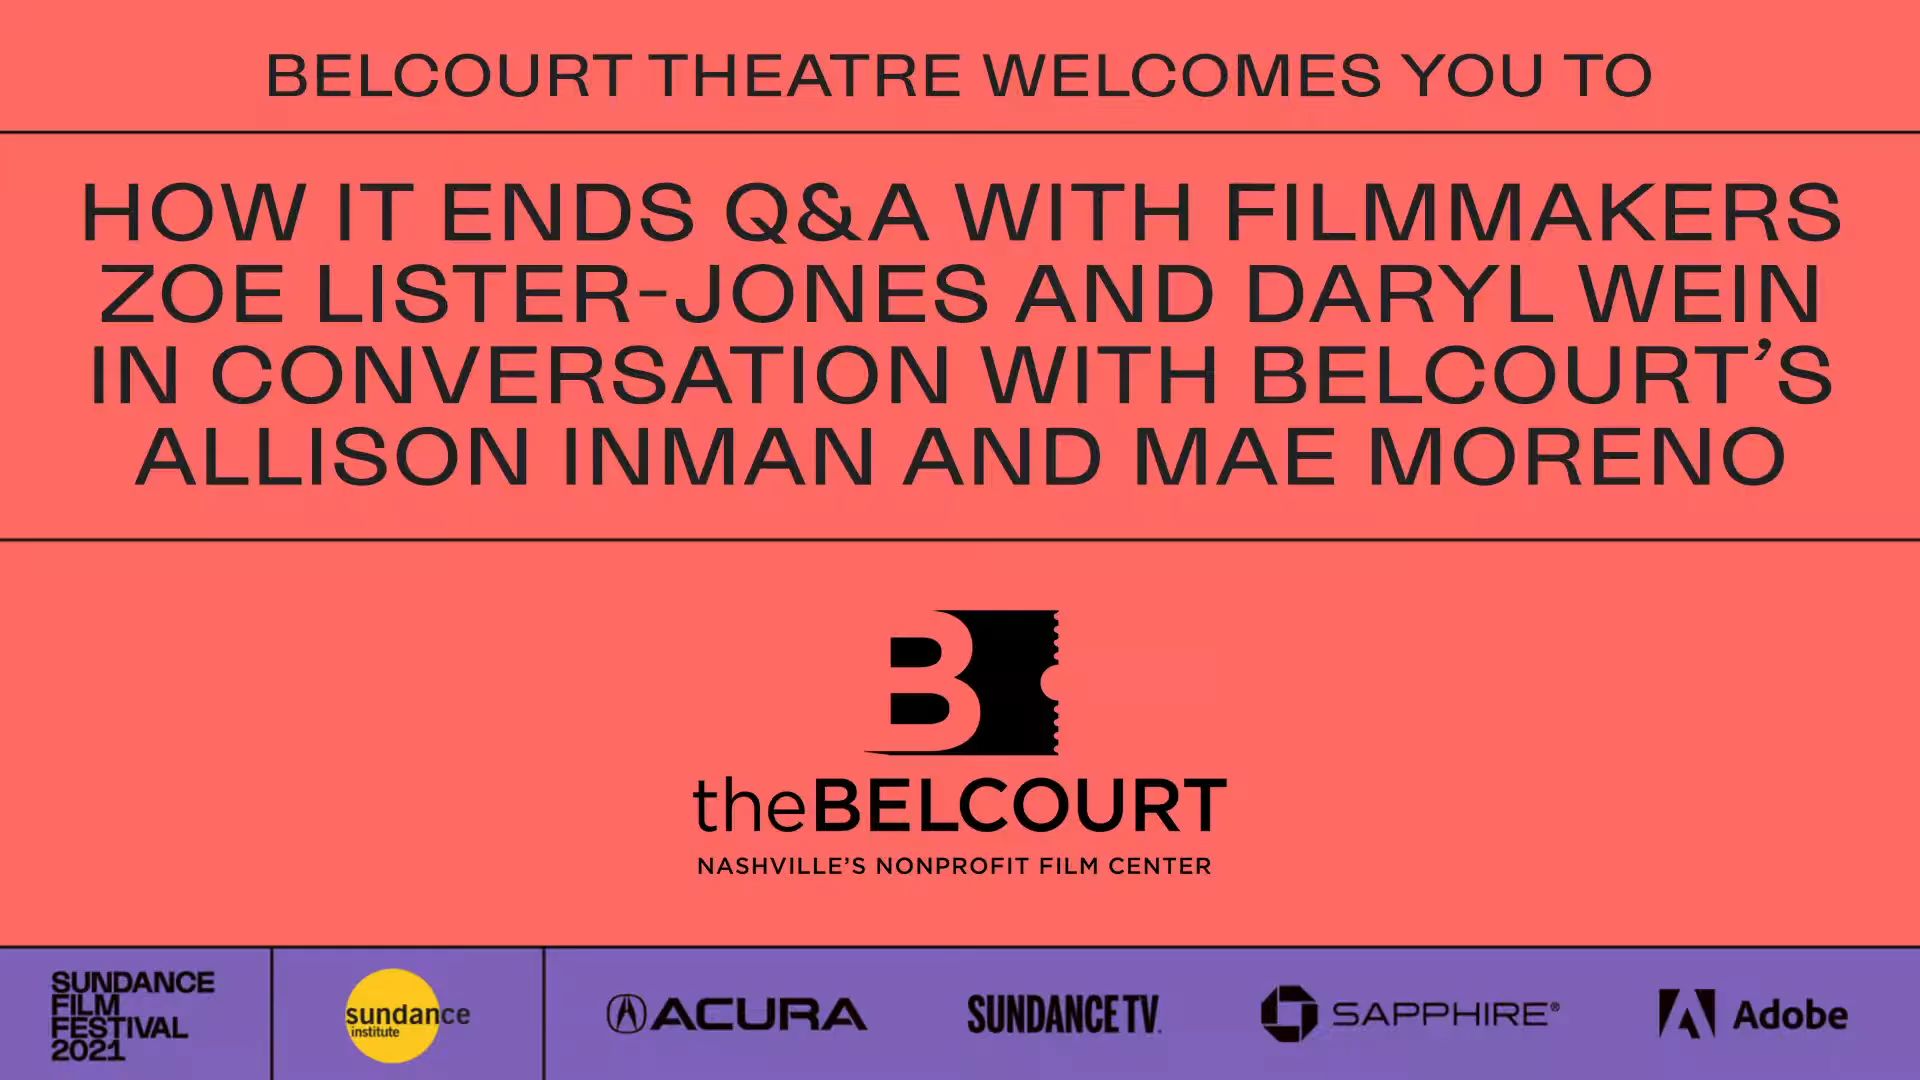 BELCOURT THEATRE WELCOMES YOU TO
HOW IT ENDS Q&A WITH FILMMAKERS
ZOE LISTER-JONES AND DARYL WEIN
IN CONVERSATION WITH BELCOURT’S
ALLISON INMAN AND MAE MORENO
B
theBELCOURT
NASHVILLE’S NONPROFIT FILM CENTER
SUNDANCE
FILM
FESTIVAL
2021
sundance
institute
ACURA
SUNDANCE TV.
SAPPHIRE®
Adobe